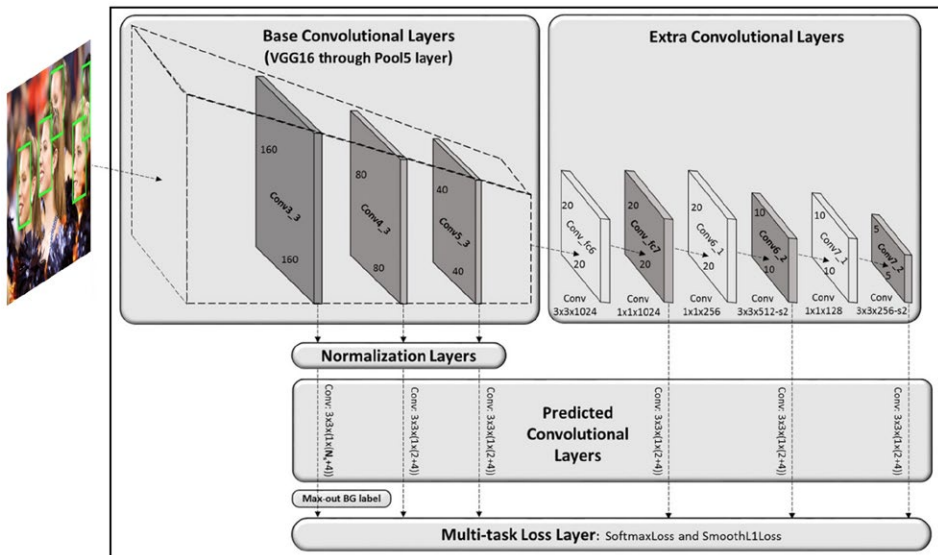 Base Convolutional Layers
(VGG16 through Pool5 layer)
Extra Convolutional Layers
160
Conv3_3
160
80
Conv4_3
80
40
Conv5_3
40
20
Conv_fc6
20
20
Conv_fc7
20
20
Conv6_1
20
10
Conv6_2
10
10
Conv7_1
10
5
Conv7_2
5
Conv
3x3x1024
Conv
1x1x1024
Conv
1x1x256
Conv
3x3x512-s2
Conv
1x1x128
Conv
3x3x256-s2
Normalization Layers
Conv: 3x3x(1x(Ns+4))
Conv: 3x3x(1x(2+4))
Conv: 3x3x(1x(2+4))
Predicted
Convolutional
Layers
Conv: 3x3x(1x(2+4))
Conv: 3x3x(1x(2+4))
Conv: 3x3x(1x(2+4))
Max-out BG label
Multi-task Loss Layer: SoftmaxLoss and SmoothL1Loss